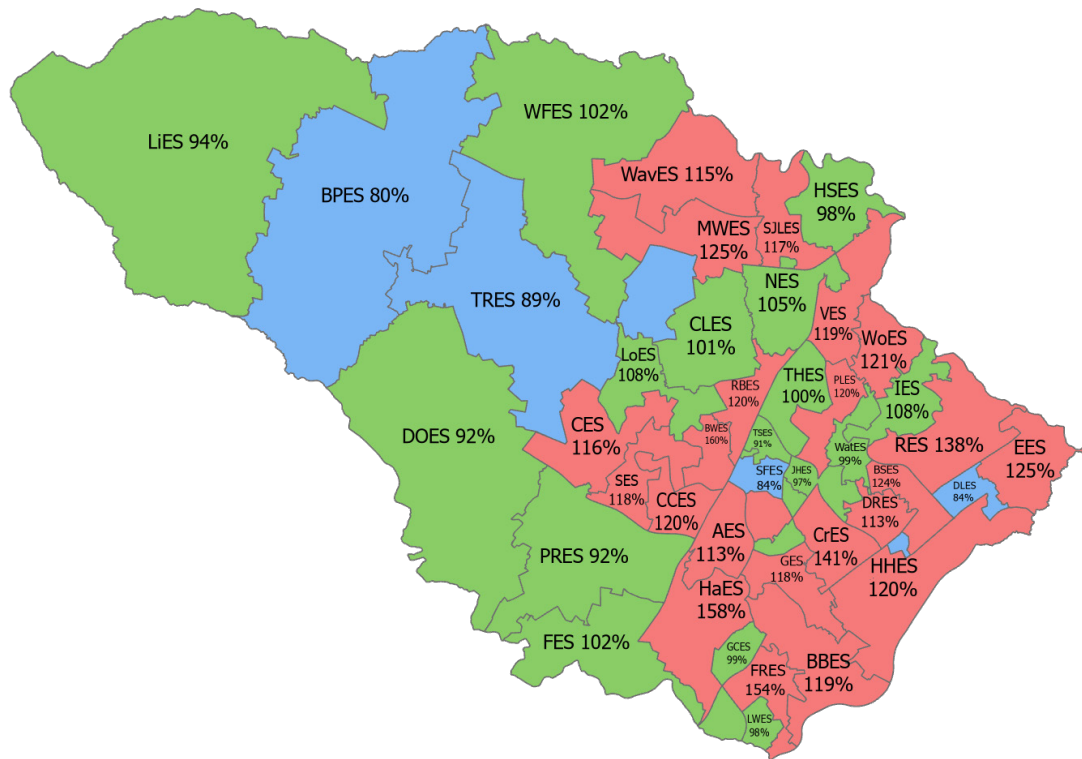 LiES 94%
WFES 102%
BPES 80%
WavES 115%
HSES
98%
MWES
125%
SJLES
117%
NES
105%
TRES 89%
VES
119%
CLES
101%
WoES
121%
LoES
108%
THES
100%
RBES
120%
PLES
120%
IES
108%
CES
116%
BWES
160%
TSES
91%
DOES 92%
WatES
99%
RES 138%
EES
125%
SES
118%
SFES
84%
JHES
97%
BSES
124%
DLES
84%
CCES
120%
DRES
113%
AES
113%
CrES
141%
PRES 92%
GES
118%
HHES
120%
HaES
158%
FES 102%
GCES
99%
FRES
154%
BBES
119%
LWES
98%